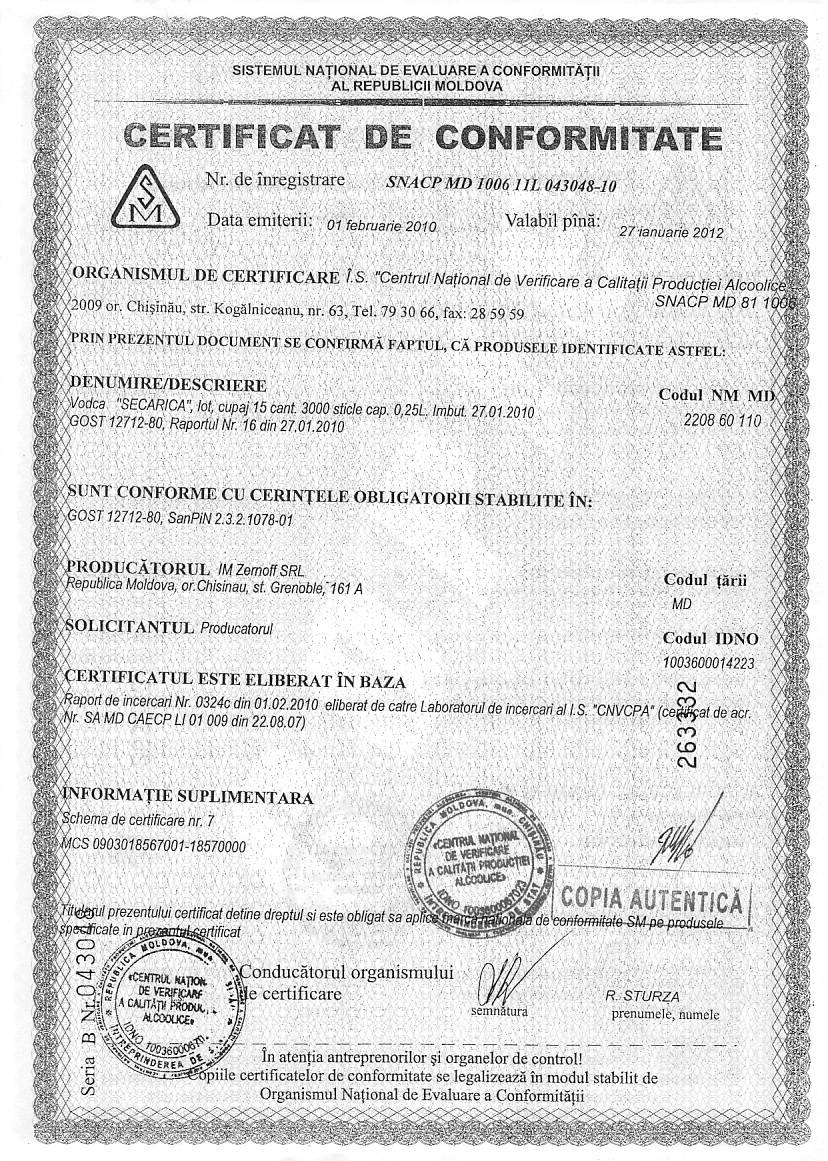 SISTEMUL NAȚIONAL DE EVALUARE A CONFORMITĂȚII
AL REPUBLICII MOLDOVA
CERTIFICAT DE CONFORMITATE
SM
Nr. de înregistrare SNACP MD 1006 11L 043048-10
Data emiterii: 01 februarie 2010 Valabil pînă: 27 ianuarie 2012
ORGANISMUL DE CERTIFICARE Î.S. "Centrul Național de Verificare a Calitații Producției Alcoolice
SNACP MD 81 1006
2009 or. Chișinău, str. Kogălniceanu, nr. 63, Tel. 79 30 66, fax: 28 59 59
PRIN PREZENTUL DOCUMENT SE CONFIRMĂ FAPTUL, CĂ PRODUSELE IDENTIFICATE ASTFEL:
DENUMIRE/DESCRIERE
Codul NM MD
Vodca "SECARICA", lot, cupaj 15 cant. 3000 sticle cap. 0,25L. Imbut. 27.01.2010
2208 60 110
GOST 12712-80, Raportul Nr. 16 din 27.01.2010
SUNT CONFORME CU CERINȚELE OBLIGATORII STABILITE ÎN:
GOST 12712-80, SanPiN 2.3.2.1078-01
PRODUCĂTORUL IM Zernoff SRL
Republica Moldova, or.Chisinau, st. Grenoble, 161 A
Codul țării
MD
SOLICITANTUL Producatorul
Codul IDNO
1003600014223
CERTIFICATUL ESTE ELIBERAT ÎN BAZA
Raport de incercari Nr. 0324c din 01.02.2010 eliberat de catre Laboratorul de incercari al I.S. "CNVCPA" (certificat de acr.
Nr. SA MD CAECP LI 01 009 din 22.08.07)
2633332
INFORMAȚIE SUPLIMENTARA
Schema de certificare nr. 7
MCS 0903018567001-18570000
REPUBLICA MOLDOVA, mun. CHIȘINĂU
«CENTRUL NAȚIONAL
DE VERIFICARE
A CALITĂȚII PRODUCȚIEI
ALCOOLICE»
COPIA AUTENTICĂ
Titularul prezentului certificat detine dreptul si este obligat sa aplice marca nationala de conformitate SM pe produsele
specificate in prezentul certificat
Seria B Nr.
REPUBLICA MOLDOVA, mun.
«CENTRUL NAȚION
DE VERIFICARE
A CALITĂȚII PRODUC
ALCOOLICE»
ÎNTREPRINDEREA DE
Conducătorul organismului
de certificare
semnătura
R. STURZA
prenumele, numele
În atenția antreprenorilor și organelor de control!
Copiile certificatelor de conformitate se legalizează în modul stabilit de
Organismul Național de Evaluare a Conformității